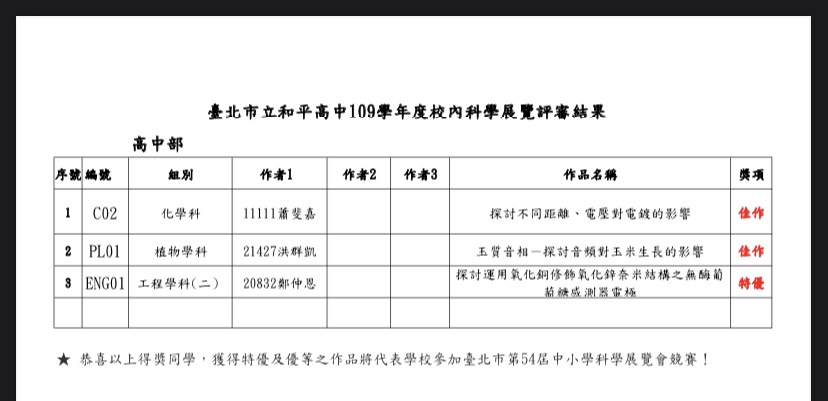 臺北市立和平高中109學年度校內科學展覽評審結果
高中部
序號 編號 組別 作者1 作者2 作者3 作品名稱 獎項
1 C02 化學科 11111蕭斐嘉 探討不同距離、電壓對電鍍的影響 佳作
2 PL01 植物學科 21427洪群凱 玉質音相－探討音頻對玉米生長的影響 佳作
3 ENG01 工程學科(二) 20832鄭仲恩 探討運用氧化銅修飾氧化鋅奈米結構之無酶葡 特優
萄糖感測器電極
★ 恭喜以上得獎同學，獲得特優及優等之作品將代表學校參加臺北市第54屆中小學科學展覽會競賽！